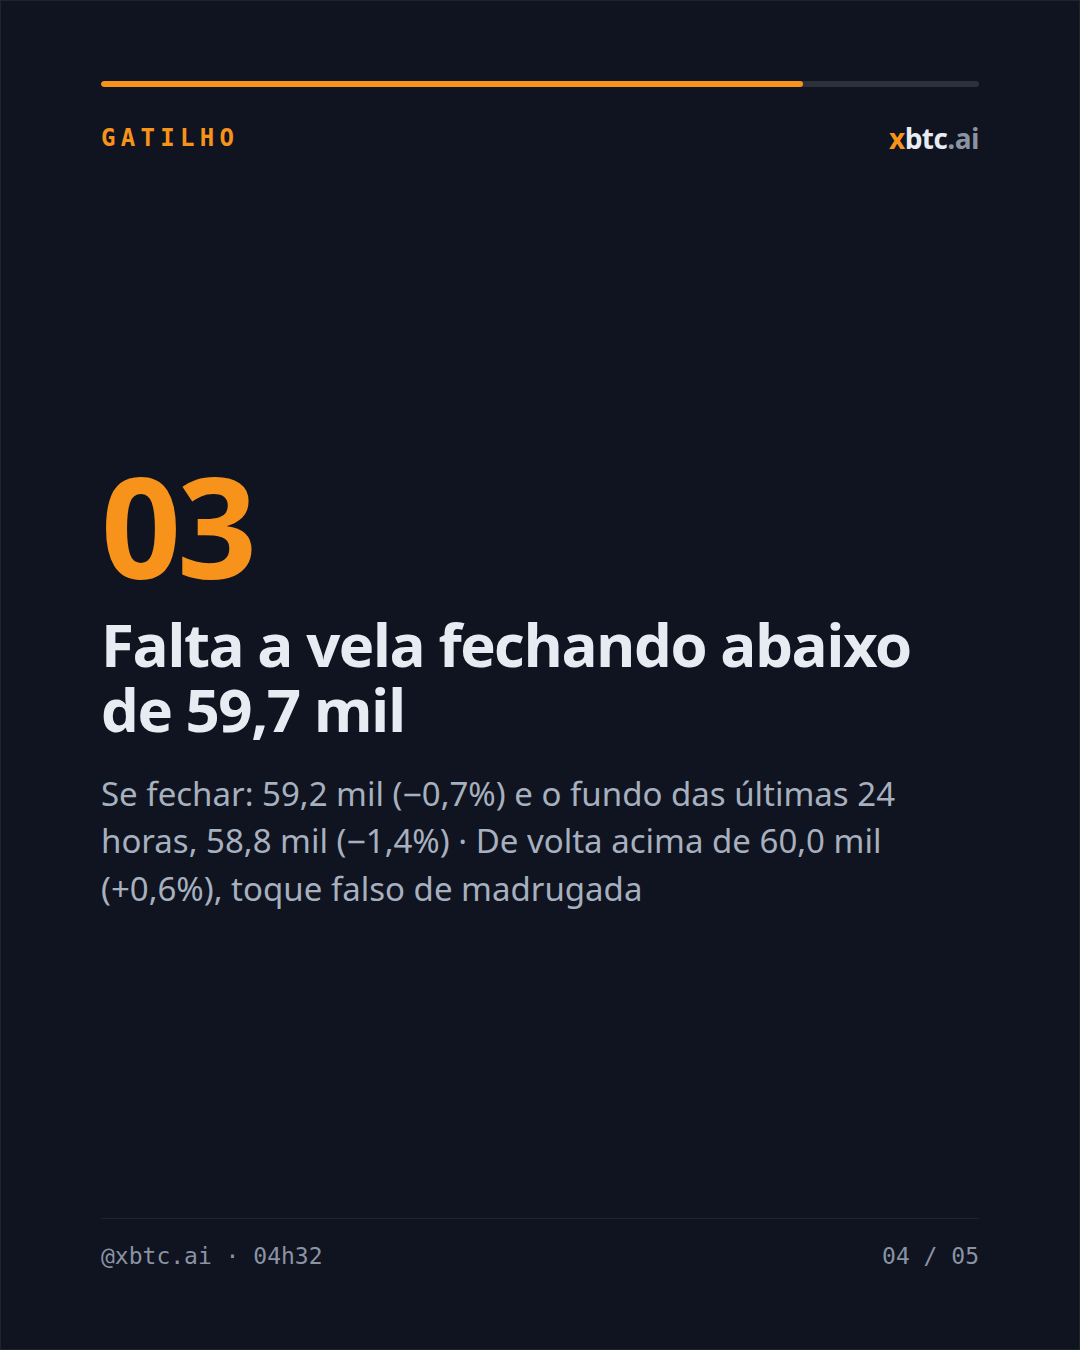 GATILHO
xbtc.ai
03
Falta a vela fechando abaixo
de 59,7 mil
Se fechar: 59,2 mil (−0,7%) e o fundo das últimas 24
horas, 58,8 mil (−1,4%) · De volta acima de 60,0 mil
(+0,6%), toque falso de madrugada
@xbtc.ai · 04h32
04 / 05